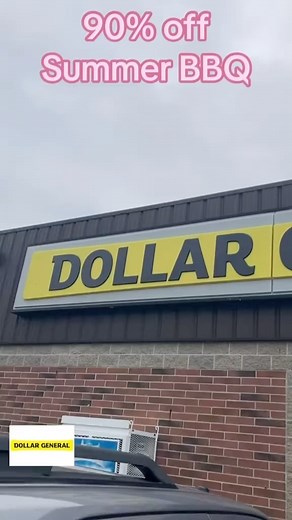 90% off
Summer BBQ
DOLLAR G
DOLLAR GENERAL